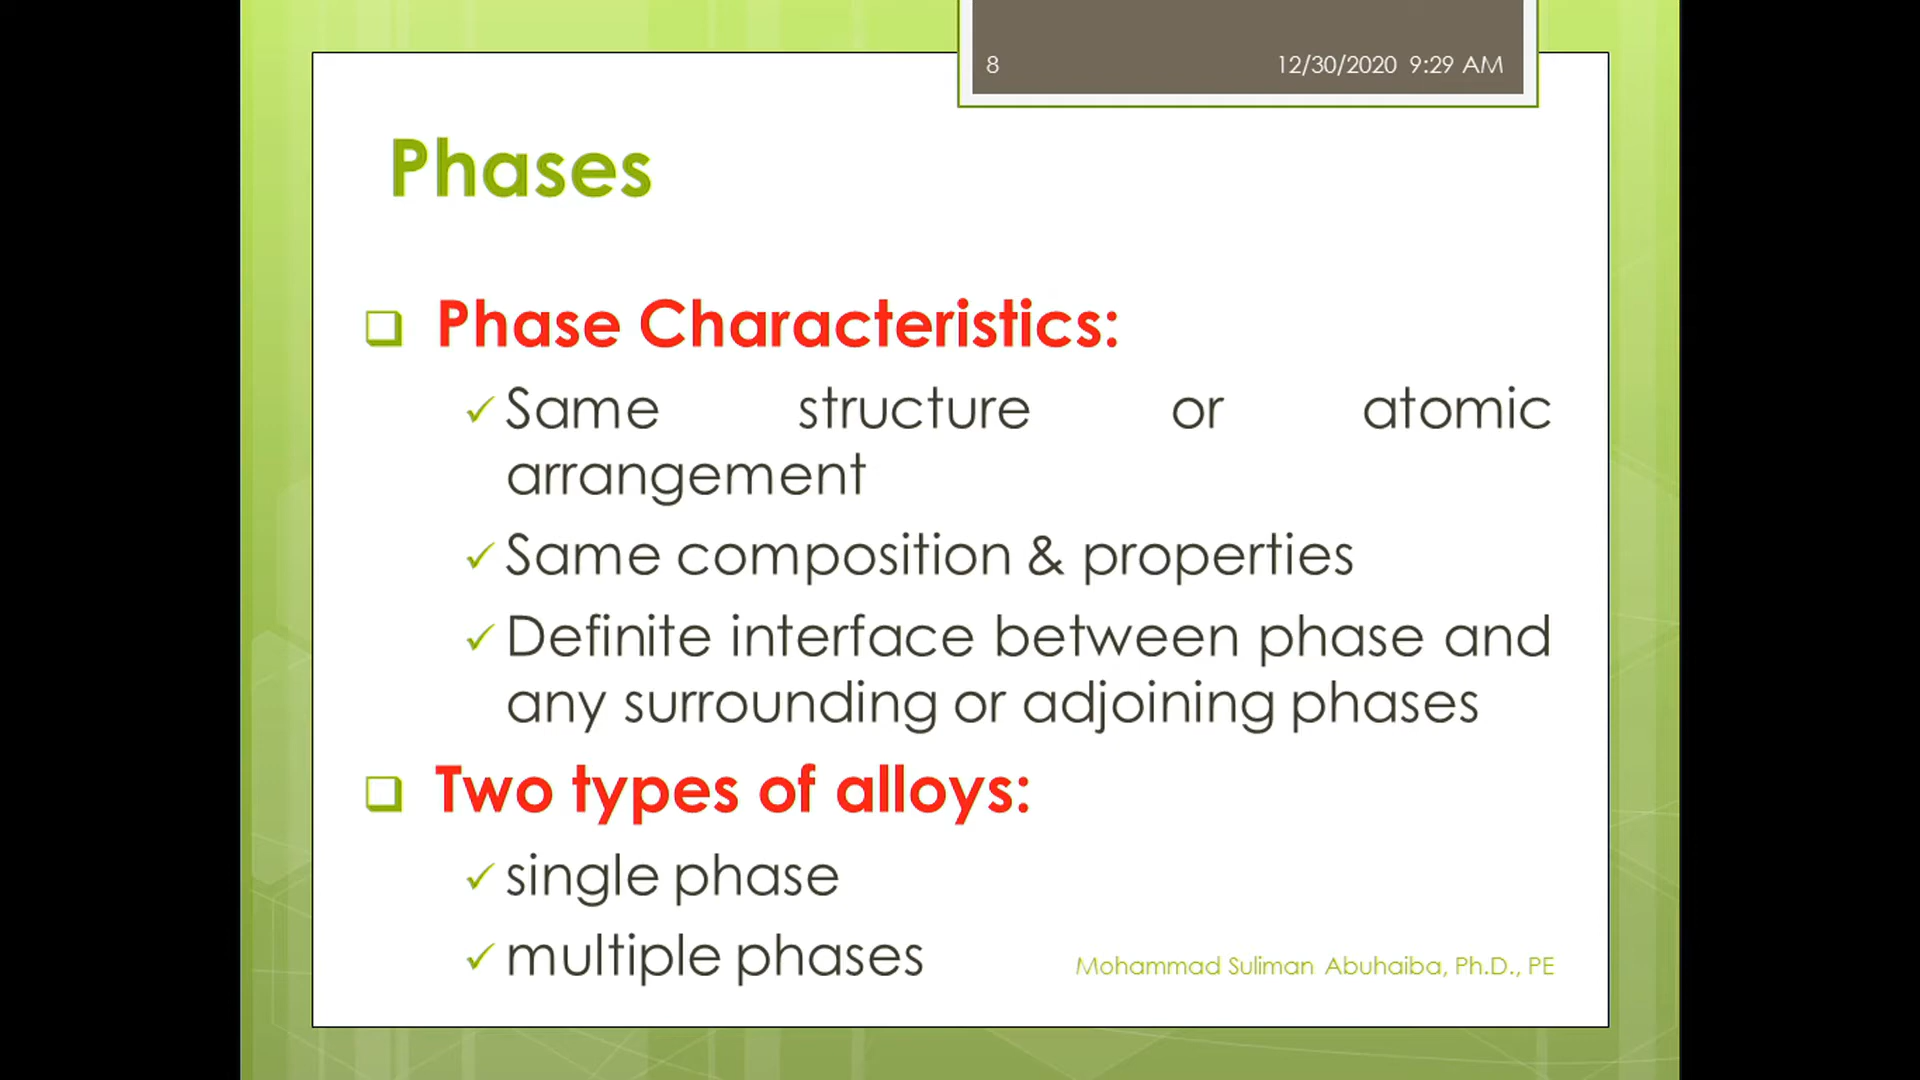 8 12/30/2020 9:29 AM
Phases
Phase Characteristics:
Same structure or atomic
arrangement
Same composition & properties
Definite interface between phase and
any surrounding or adjoining phases
Two types of alloys:
single phase
multiple phases
Mohammad Suliman Abuhaiba, Ph.D., PE